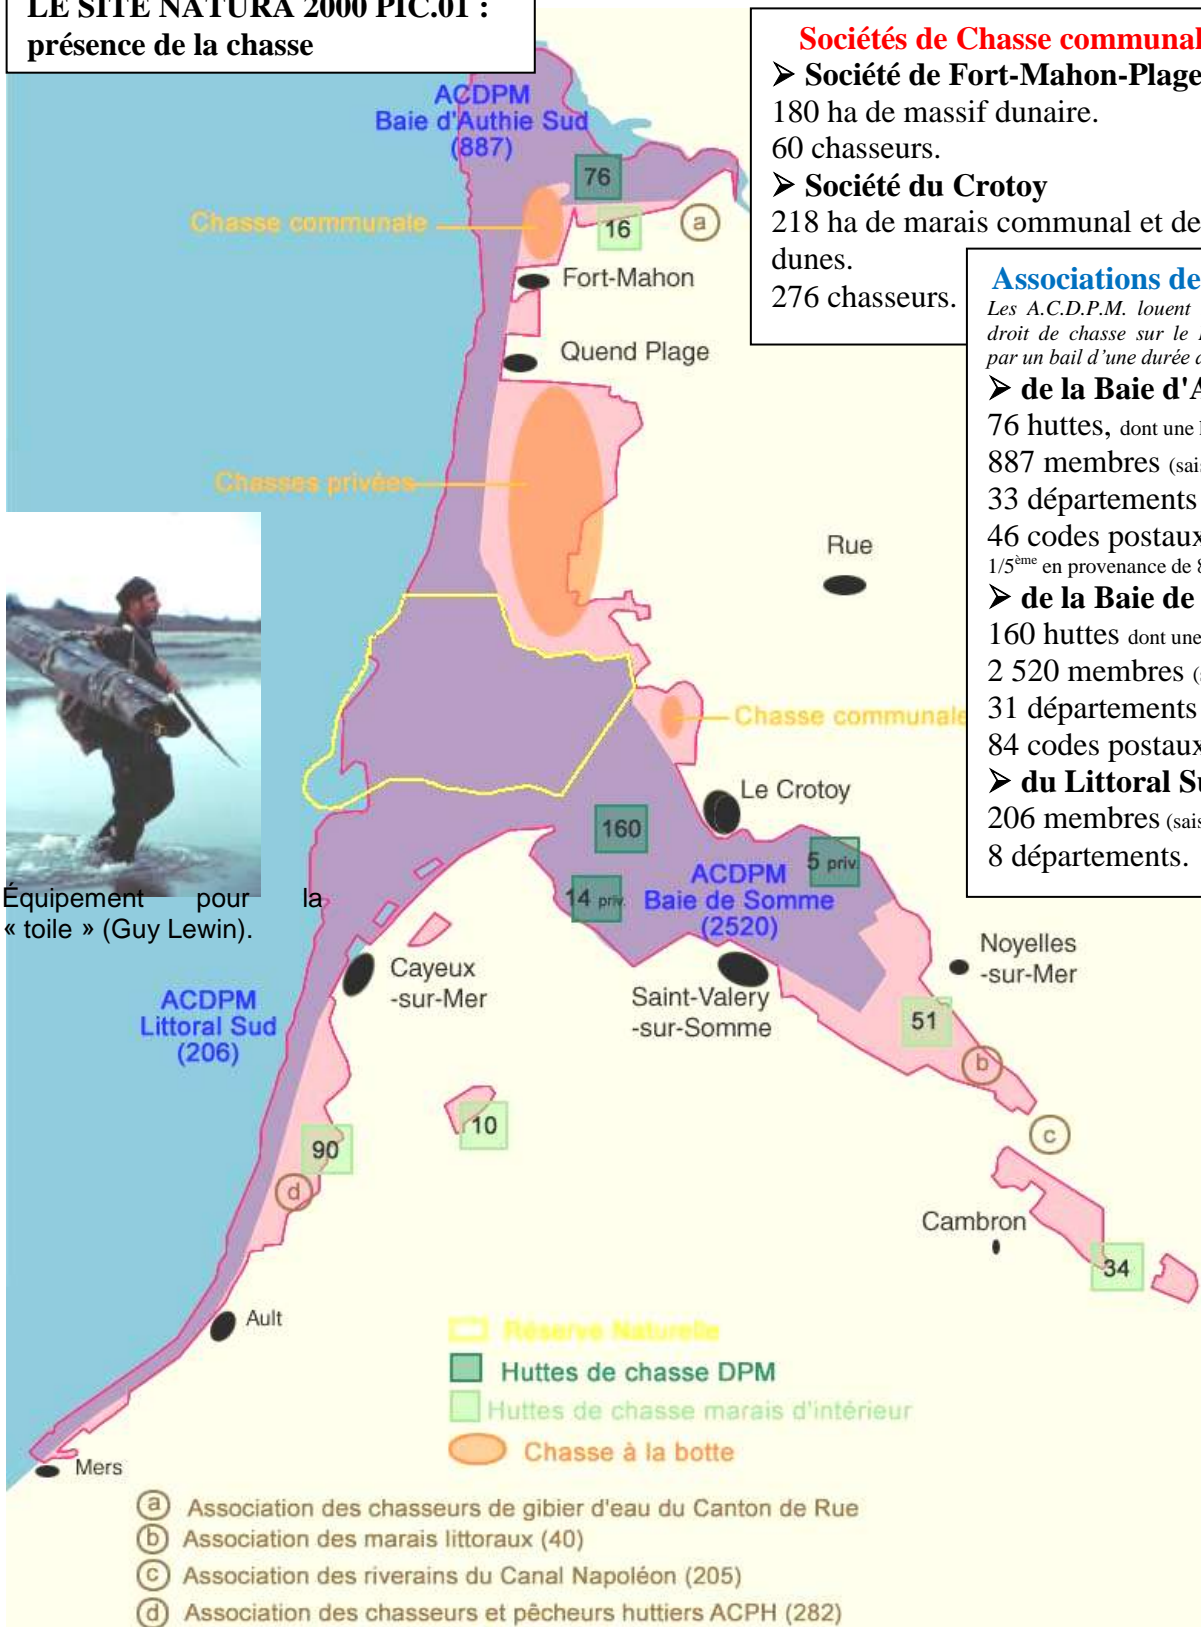 LE SITE NATURA 2000 PIC.01 :
présence de la chasse
Sociétés de Chasse communal
➤ Société de Fort-Mahon-Plage
180 ha de massif dunaire.
60 chasseurs.
➤ Société du Crotoy
218 ha de marais communal et de
dunes.
276 chasseurs.
Associations de
Les A.C.D.P.M. louent
droit de chasse sur le
par un bail d'une durée
➤ de la Baie d'A
76 huttes, dont une
887 membres (sai
33 départements
46 codes postaux
1/5ème en provenance de 8
➤ de la Baie de
160 huttes dont une
2 520 membres (
31 départements
84 codes postaux
➤ du Littoral Su
206 membres (sais
8 départements.
ACDPM
Baie d'Authie Sud
(887)
76
Chasse communale
16
a
Fort-Mahon
Quend Plage
Chasses privées
Rue
Chasse communale
Le Crotoy
160
5 priv.
14 priv.
ACDPM
Baie de Somme
(2520)
Équipement pour la
« toile » (Guy Lewin).
Cayeux
-sur-Mer
Saint-Valery
-sur-Somme
Noyelles
-sur-Mer
ACDPM
Littoral Sud
(206)
51
b
10
90
c
d
Cambron
34
Ault
Mers
Réserve Naturelle
Huttes de chasse DPM
Huttes de chasse marais d'intérieur
Chasse à la botte
a Association des chasseurs de gibier d'eau du Canton de Rue
b Association des marais littoraux (40)
c Association des riverains du Canal Napoléon (205)
d Association des chasseurs et pêcheurs huttiers ACPH (282)